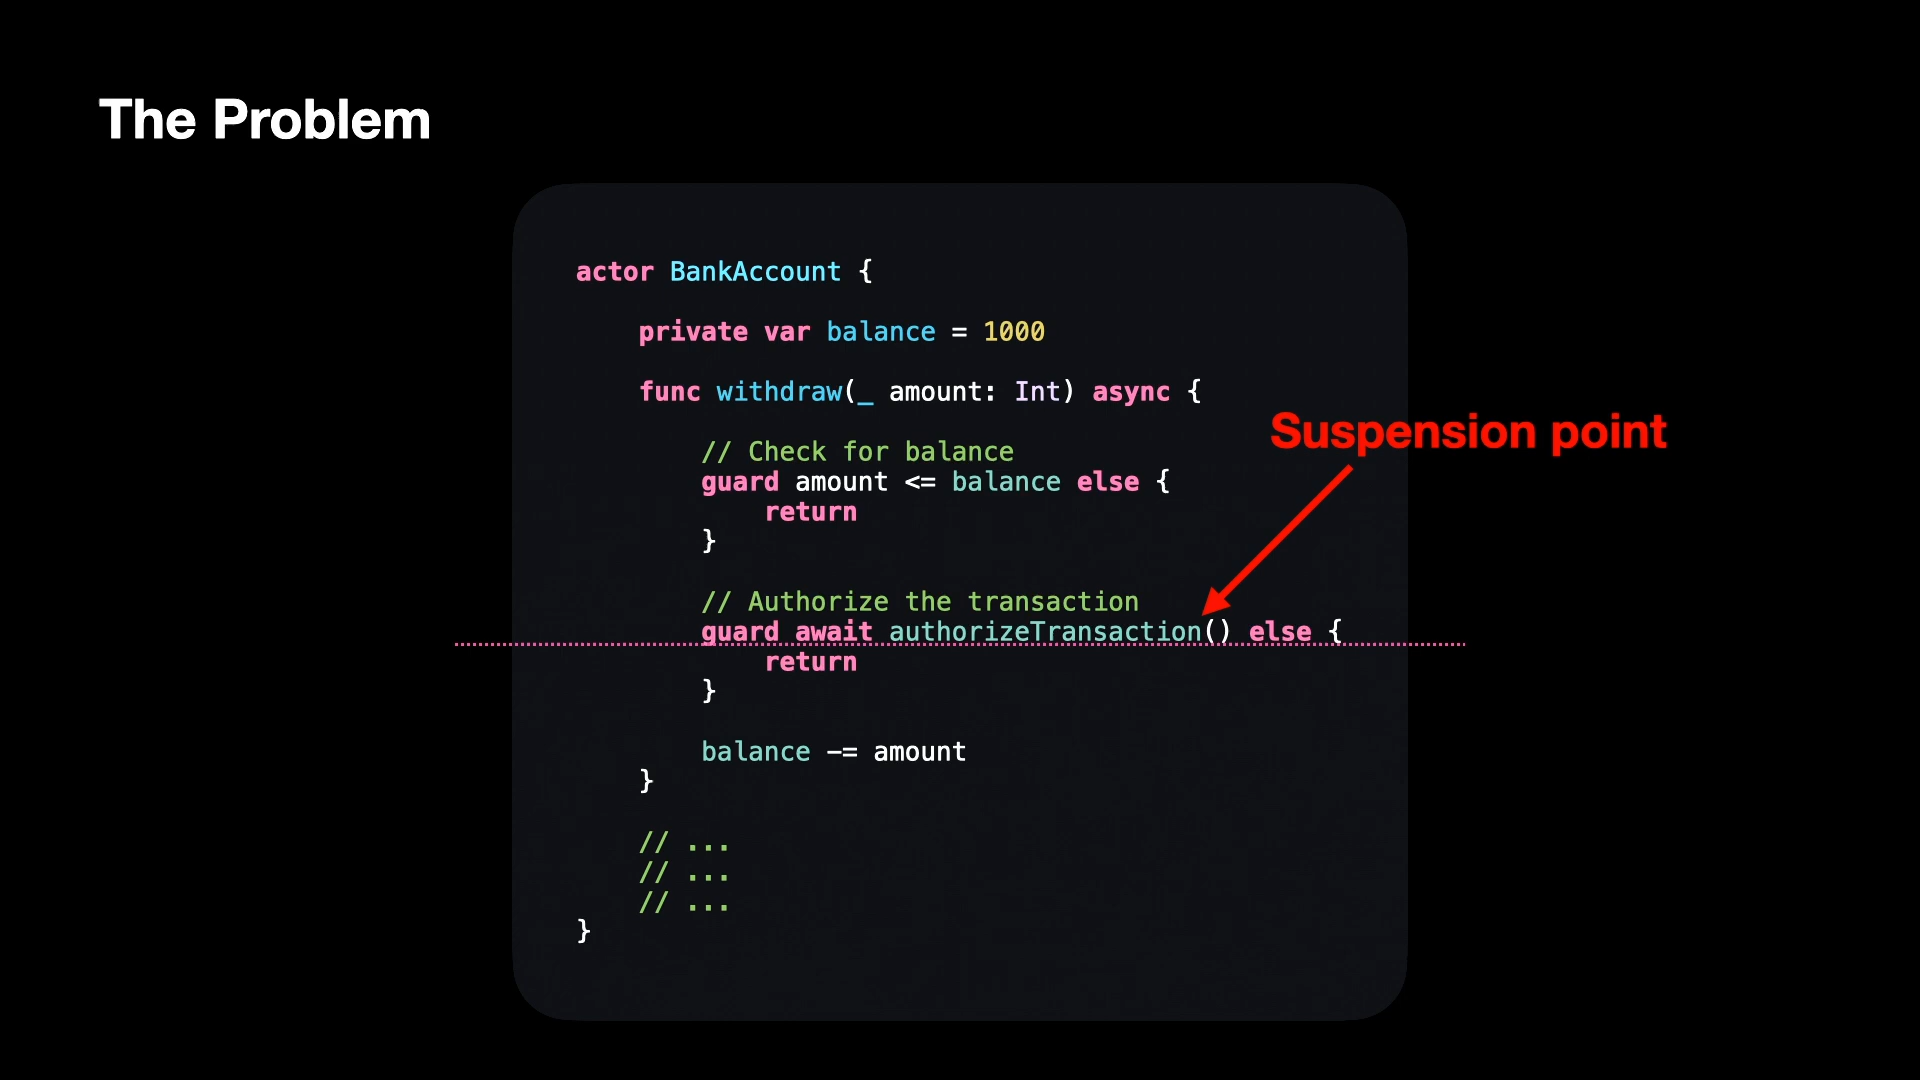 The Problem
actor BankAccount {
private var balance = 1000
func withdraw(_ amount: Int) async {
Suspension point
// Check for balance
guard amount <= balance else {
return
}
// Authorize the transaction
guard await authorizeTransaction() else {
return
}
balance -= amount
}
// ...
// ...
// ...
}